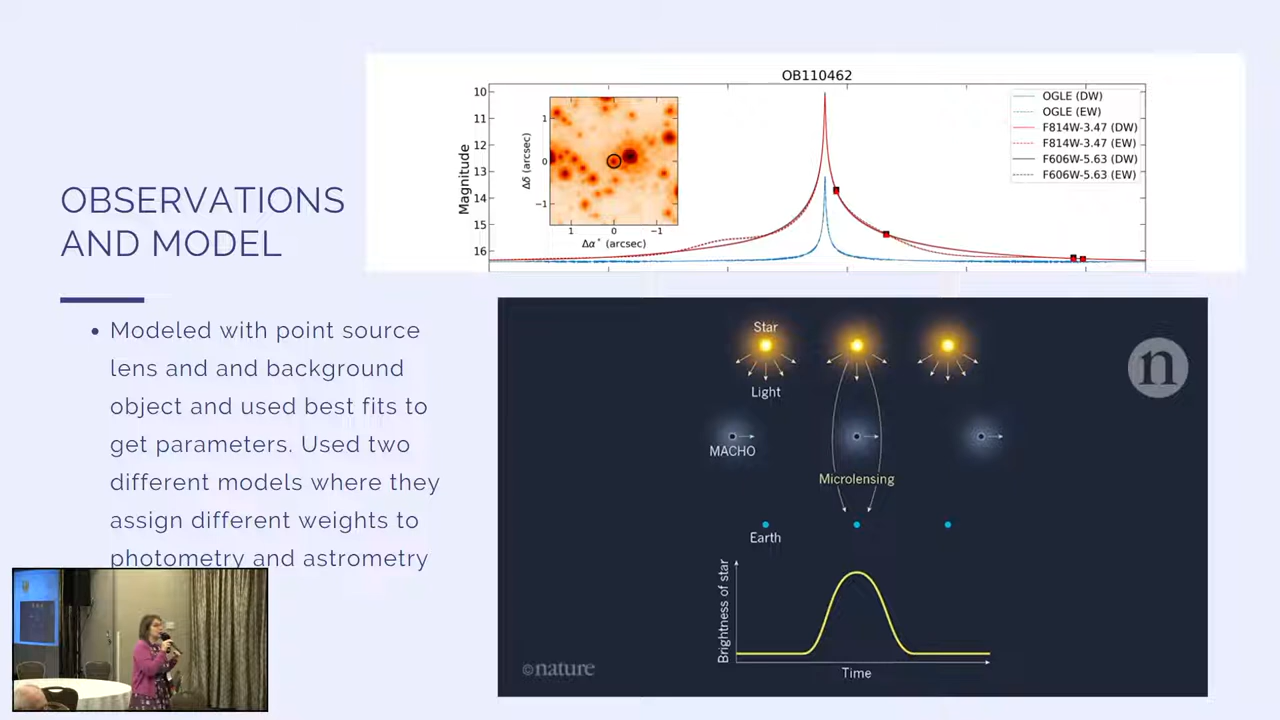 OBSERVATIONS
AND MODEL
Modeled with point source
lens and and background
object and used best fits to
get parameters. Used two
different models where they
assign different weights to
photometry and astrometry
OB110462
Magnitude
10
11
12
13
14
15
16
Δδ (arcsec)
1
0
−1
1 0 −1
Δα* (arcsec)
OGLE (DW)
OGLE (EW)
F814W-3.47 (DW)
F814W-3.47 (EW)
F606W-5.63 (DW)
F606W-5.63 (EW)
n
Star
Light
MACHO
Microlensing
Earth
Brightness of star
Time
©nature